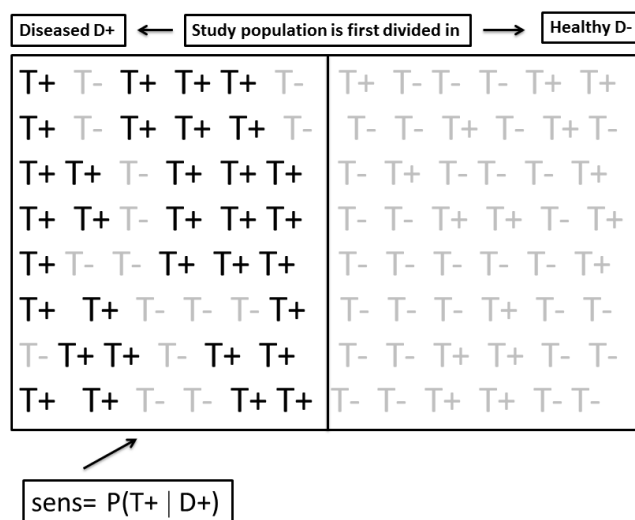 Diseased D+ Study population is first divided in Healthy D-
T+ T- T+ T+ T+ T- T+ T- T- T- T+ T+
T+ T- T+ T+ T+ T- T- T- T+ T- T+ T-
T+ T+ T- T+ T+ T+ T- T+ T- T- T- T+
T+ T+ T- T+ T+ T+ T- T- T+ T+ T- T+
T+ T- T- T+ T+ T+ T- T- T- T- T- T+
T+ T+ T- T- T- T+ T- T- T- T+ T- T-
T- T+ T+ T- T+ T+ T- T- T+ T+ T- T-
T+ T+ T- T- T+ T+ T- T- T+ T+ T- T-
sens= P(T+ | D+)